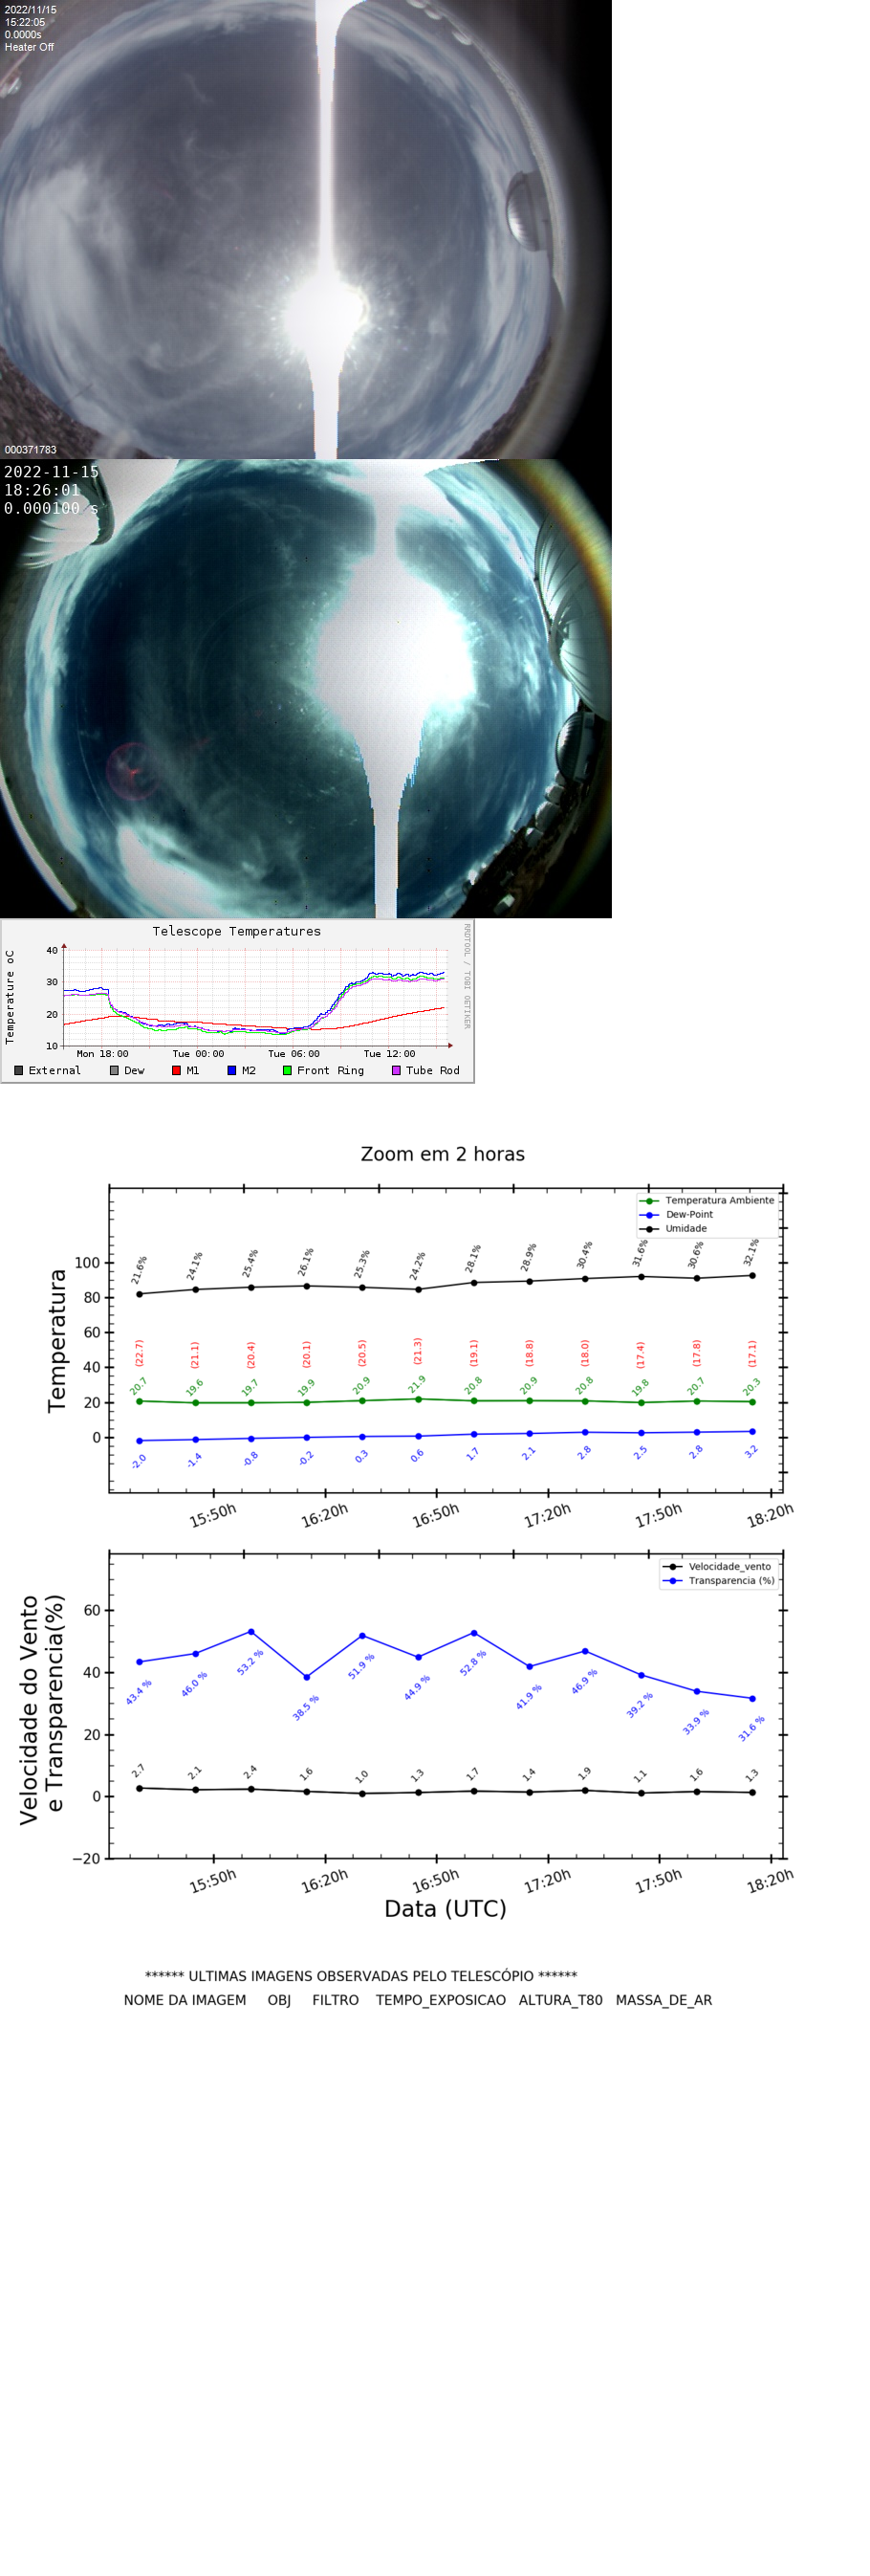 2022/11/15
15:22:05
0.0000s
Heater Off
000371783
2022-11-15
18:26:01
0.000100 s
Telescope Temperatures
RRDTOOL / TOBI OETIKER
Temperature oC
40
30
20
10
Mon 18:00 Tue 00:00 Tue 06:00 Tue 12:00
External Dew M1 M2 Front Ring Tube Rod
Zoom em 2 horas
Temperatura Ambiente
Dew-Point
Umidade
Temperatura
100
80
60
40
20
0
21.6% 24.1% 25.4% 26.1% 25.3% 24.2% 28.1% 28.9% 30.4% 31.6% 30.6% 32.1%
(22.7) (21.1) (20.4) (20.1) (20.5) (21.3) (19.1) (18.8) (18.0) (17.4) (17.8) (17.1)
20.7 19.6 19.7 19.9 20.9 21.9 20.8 20.9 20.8 19.8 20.7 20.3
-2.0 -1.4 -0.8 -0.2 0.3 0.6 1.7 2.1 2.8 2.5 2.8 3.2
15:50h 16:20h 16:50h 17:20h 17:50h 18:20h
Velocidade_vento
Transparencia (%)
Velocidade do Vento
e Transparencia(%)
60
40
20
0
−20
43.4 % 46.0 % 53.2 % 38.5 % 51.9 % 44.9 % 52.8 % 41.9 % 46.9 % 39.2 % 33.9 % 31.6 %
2.7 2.1 2.4 1.6 1.0 1.3 1.7 1.4 1.9 1.1 1.6 1.3
15:50h 16:20h 16:50h 17:20h 17:50h 18:20h
Data (UTC)
****** ULTIMAS IMAGENS OBSERVADAS PELO TELESCÓPIO ******
NOME DA IMAGEM OBJ FILTRO TEMPO_EXPOSICAO ALTURA_T80 MASSA_DE_AR